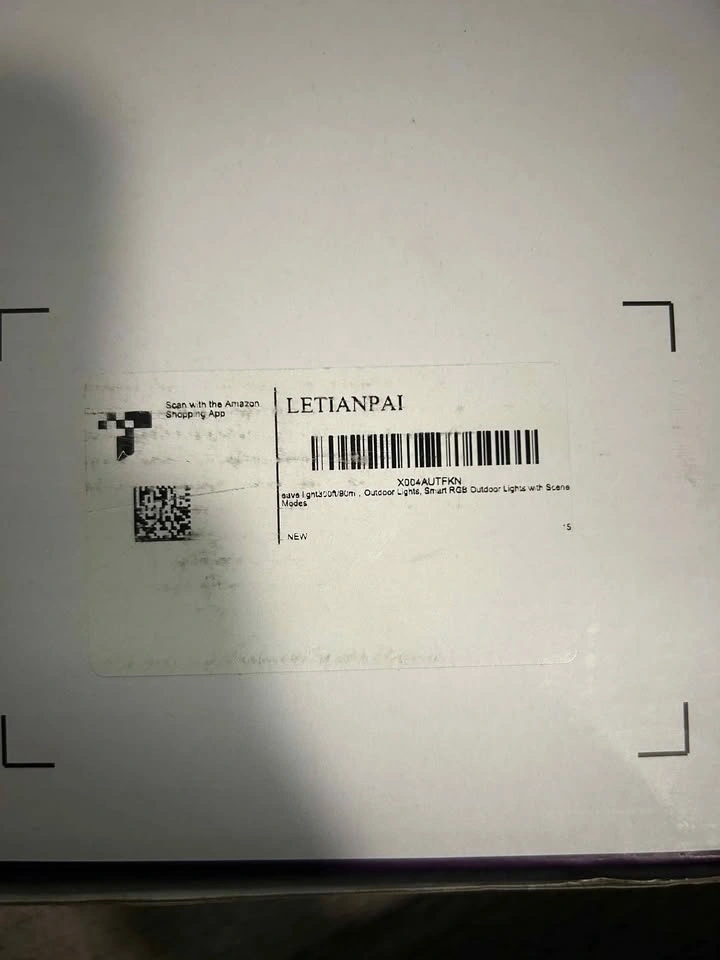 Scan with the Amazon
Shopping App
LETIANPAI
X004AUTFKN
Outdoor Lights, Smart RGB Outdoor Lights with Scene
Modes
NEW